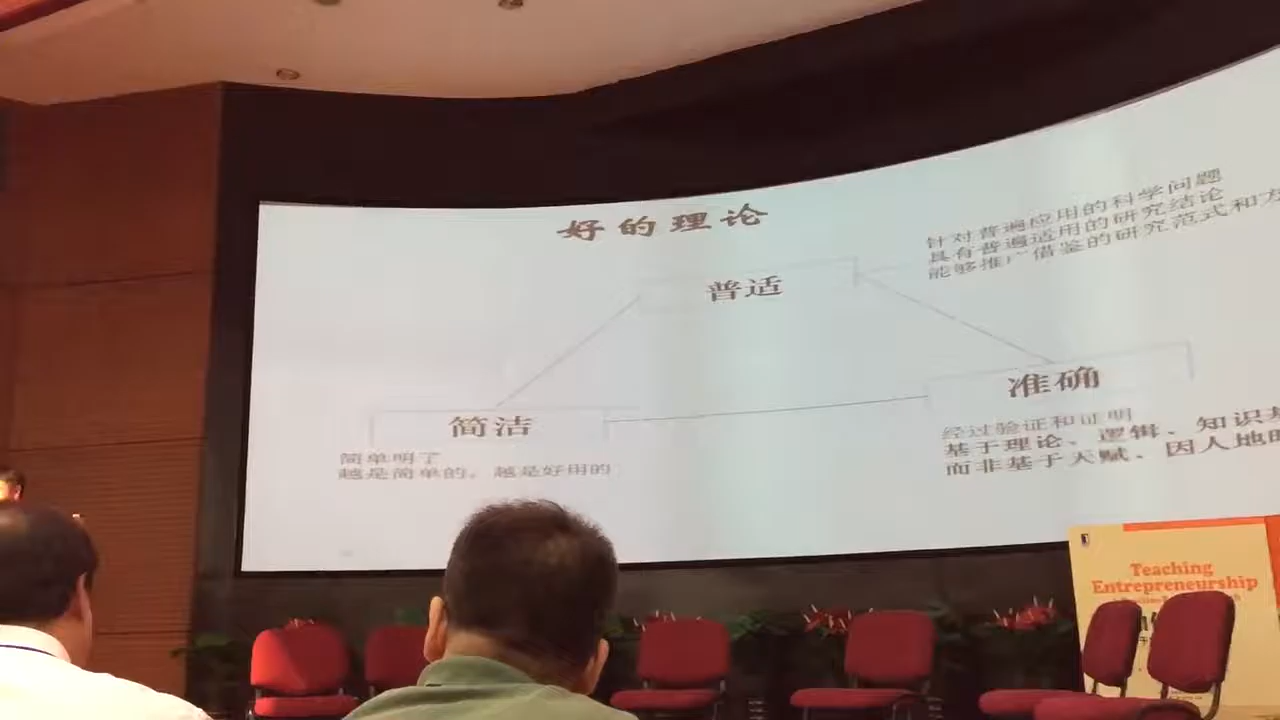 好的理论
普适
针对普遍应用的科学问题
具有普遍适用的研究结论
能够推广借鉴的研究范式和方
简洁
简单明了
越是简单的，越是好用的
准确
经过验证和证明
基于理论、逻辑、知识
而非基于天赋、因人地
Teaching
Entrepreneurship